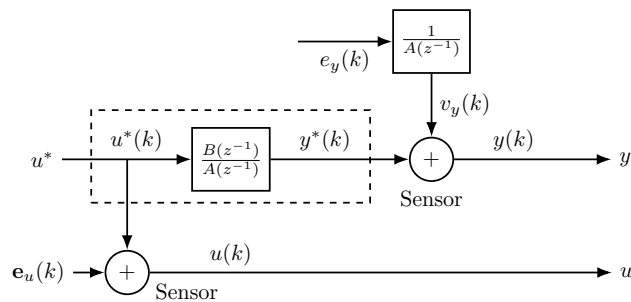 1
A(z⁻¹)
e_y(k)
v_y(k)
u* u*(k) B(z⁻¹) y*(k) + y(k) y
A(z⁻¹)
Sensor
e_u(k) + u(k) u
Sensor